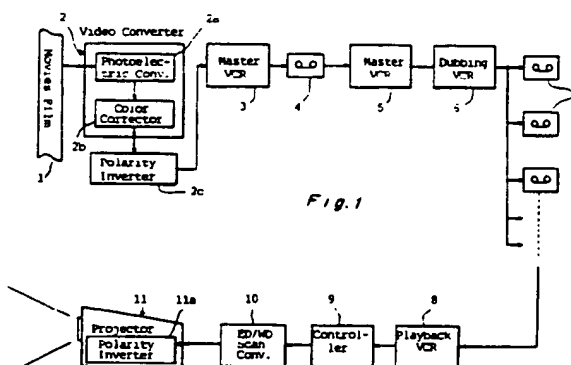 2
Video Converter
2a
Photoelec-
tric Conv.
Color
Corrector
2b
Polarity
Inverter
2c
Movies Film
1
Master
VCR
3
4
Master
VCR
5
Dubbing
VCR
6
Fig.1
11
11a
Projector
Polarity
Inverter
10
ED/WD
Scan
Conv.
9
Control-
ler
8
Playback
VCR